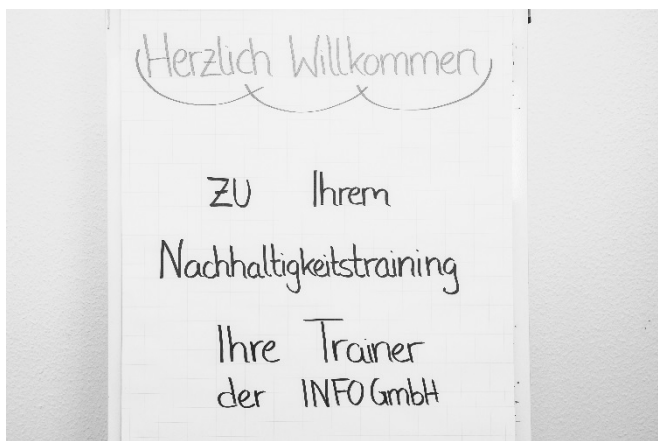 Herzlich Willkommen
ZU Ihrem
Nachhaltigkeitstraining
Ihre Trainer
der INFO GmbH